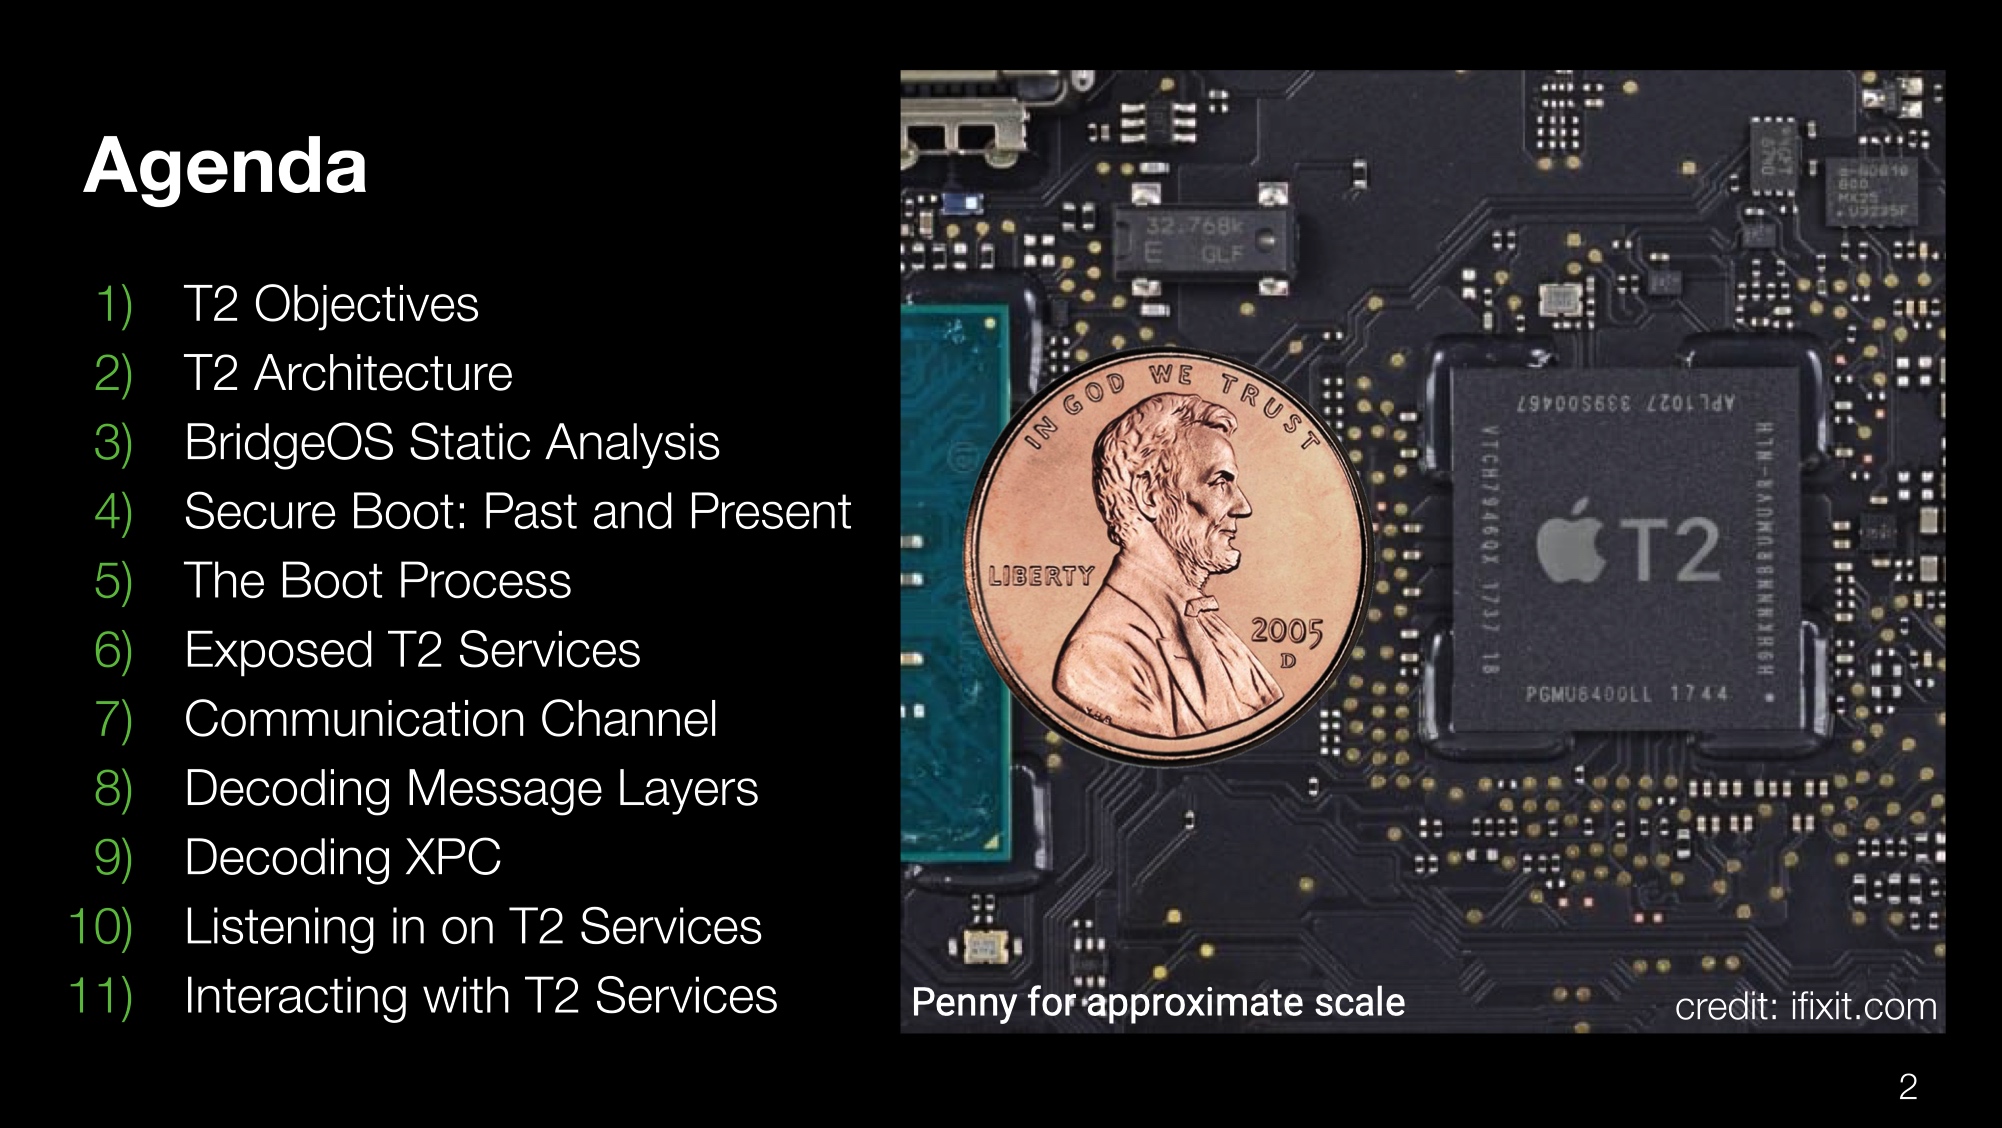 Agenda
1) T2 Objectives
2) T2 Architecture
3) BridgeOS Static Analysis
4) Secure Boot: Past and Present
5) The Boot Process
6) Exposed T2 Services
7) Communication Channel
8) Decoding Message Layers
9) Decoding XPC
10) Listening in on T2 Services
11) Interacting with T2 Services
32.768k
E GLF
IN GOD WE TRUST
LIBERTY
2005
D
APL1027 339S00467
T2
PGMU6400LL 1744
Penny for approximate scale
credit: ifixit.com
2